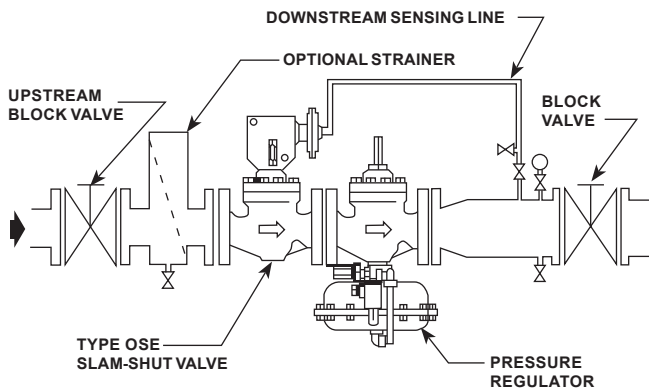 DOWNSTREAM SENSING LINE
OPTIONAL STRAINER
UPSTREAM
BLOCK VALVE
BLOCK
VALVE
TYPE OSE
SLAM-SHUT VALVE
PRESSURE
REGULATOR